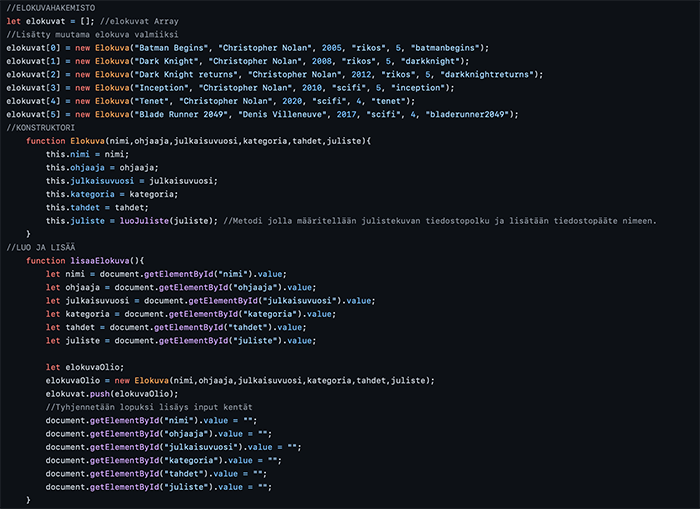 //ELOKUVAHAKEMISTO
let elokuvat = []; //elokuvat Array
//Lisätty muutama elokuva valmiiksi
elokuvat[0] = new Elokuva("Batman Begins", "Christopher Nolan", 2005, "rikos", 5, "batmanbegins");
elokuvat[1] = new Elokuva("Dark Knight", "Christopher Nolan", 2008, "rikos", 5, "darkknight");
elokuvat[2] = new Elokuva("Dark Knight returns", "Christopher Nolan", 2012, "rikos", 5, "darkknightreturns");
elokuvat[3] = new Elokuva("Inception", "Christopher Nolan", 2010, "scifi", 5, "inception");
elokuvat[4] = new Elokuva("Tenet", "Christopher Nolan", 2020, "scifi", 4, "tenet");
elokuvat[5] = new Elokuva("Blade Runner 2049", "Denis Villeneuve", 2017, "scifi", 4, "bladerunner2049");
//KONSTRUKTORI
function Elokuva(nimi,ohjaaja,julkaisuvuosi,kategoria,tahdet,juliste){
this.nimi = nimi;
this.ohjaaja = ohjaaja;
this.julkaisuvuosi = julkaisuvuosi;
this.kategoria = kategoria;
this.tahdet = tahdet;
this.juliste = luoJuliste(juliste); //Metodi jolla määritellään julistekuvan tiedostopolku ja lisätään tiedostopääte nimeen.
}
//LUO JA LISÄÄ
function lisaaElokuva(){
let nimi = document.getElementById("nimi").value;
let ohjaaja = document.getElementById("ohjaaja").value;
let julkaisuvuosi = document.getElementById("julkaisuvuosi").value;
let kategoria = document.getElementById("kategoria").value;
let tahdet = document.getElementById("tahdet").value;
let juliste = document.getElementById("juliste").value;
let elokuvaOlio;
elokuvaOlio = new Elokuva(nimi,ohjaaja,julkaisuvuosi,kategoria,tahdet,juliste);
elokuvat.push(elokuvaOlio);
//Tyhjennetään lopuksi lisäys input kentät
document.getElementById("nimi").value = "";
document.getElementById("ohjaaja").value = "";
document.getElementById("julkaisuvuosi").value = "";
document.getElementById("kategoria").value = "";
document.getElementById("tahdet").value = "";
document.getElementById("juliste").value = "";
}